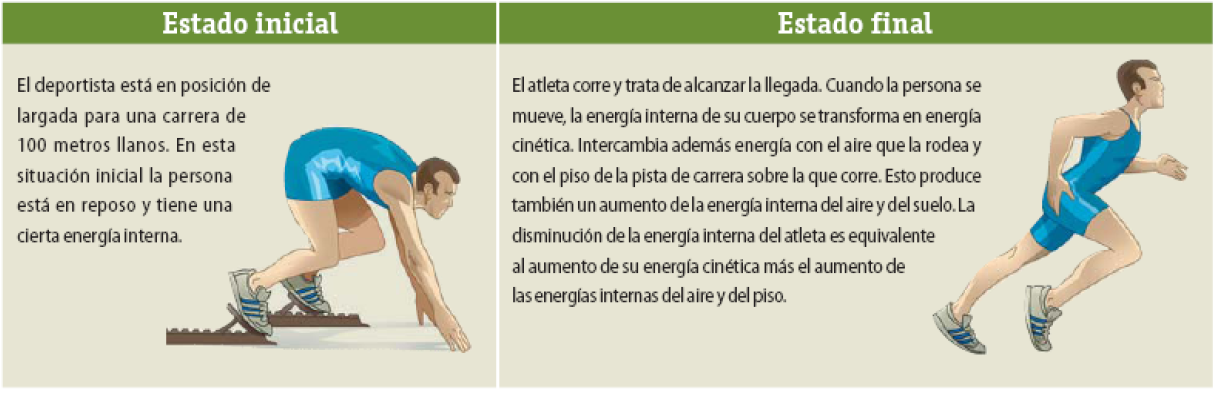 Estado inicial
El deportista está en posición de
largada para una carrera de
100 metros llanos. En esta
situación inicial la persona
está en reposo y tiene una
cierta energía interna.
Estado final
El atleta corre y trata de alcanzar la llegada. Cuando la persona se
mueve, la energía interna de su cuerpo se transforma en energía
cinética. Intercambia además energía con el aire que la rodea y
con el piso de la pista de carrera sobre la que corre. Esto produce
también un aumento de la energía interna del aire y del suelo. La
disminución de la energía interna del atleta es equivalente
al aumento de su energía cinética más el aumento de
las energías internas del aire y del piso.